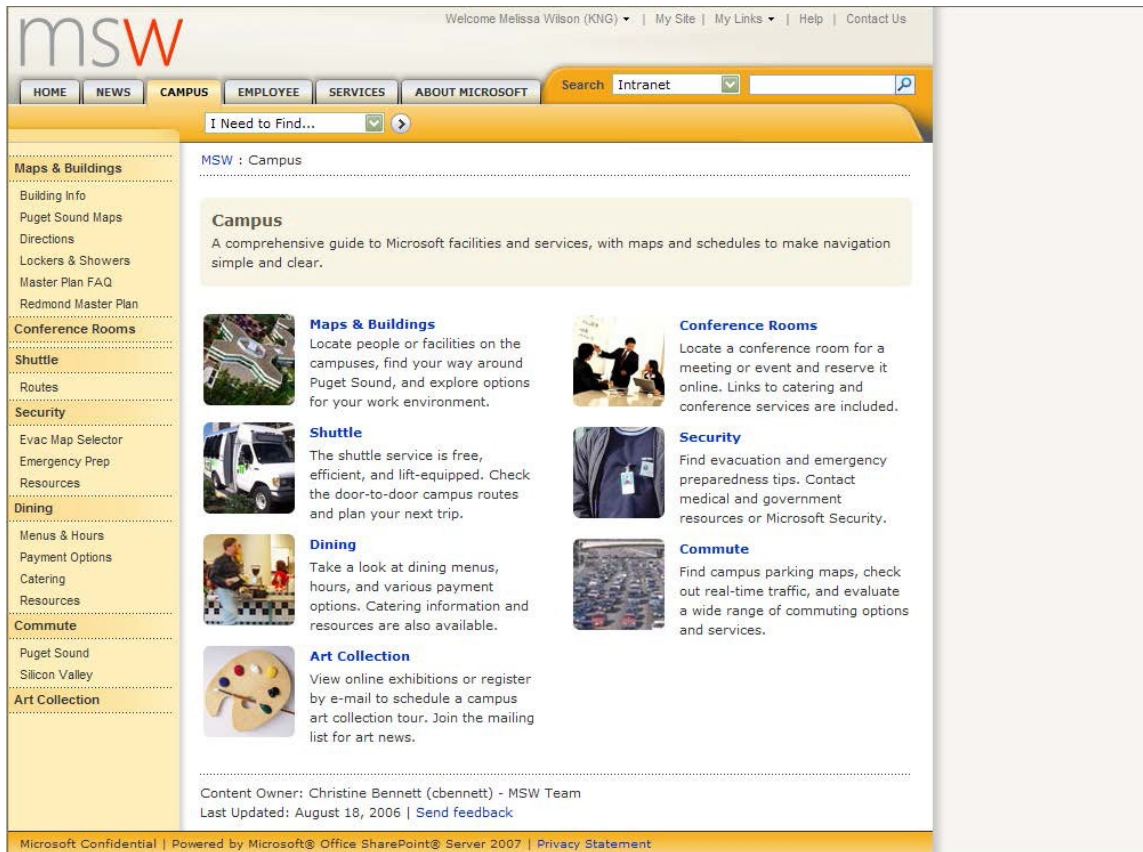 msw
Welcome Melissa Wilson (KNG) | My Site | My Links | Help | Contact Us
HOME NEWS CAMPUS EMPLOYEE SERVICES ABOUT MICROSOFT
Search Intranet
I Need to Find...
Maps & Buildings
Building Info
Puget Sound Maps
Directions
Lockers & Showers
Master Plan FAQ
Redmond Master Plan
Conference Rooms
Shuttle
Routes
Security
Evac Map Selector
Emergency Prep
Resources
Dining
Menus & Hours
Payment Options
Catering
Resources
Commute
Puget Sound
Silicon Valley
Art Collection
MSW : Campus
Campus
A comprehensive guide to Microsoft facilities and services, with maps and schedules to make navigation
simple and clear.
Maps & Buildings
Locate people or facilities on the
campuses, find your way around
Puget Sound, and explore options
for your work environment.
Conference Rooms
Locate a conference room for a
meeting or event and reserve it
online. Links to catering and
conference services are included.
Shuttle
The shuttle service is free,
efficient, and lift-equipped. Check
the door-to-door campus routes
and plan your next trip.
Security
Find evacuation and emergency
preparedness tips. Contact
medical and government
resources or Microsoft Security.
Dining
Take a look at dining menus,
hours, and various payment
options. Catering information and
resources are also available.
Commute
Find campus parking maps, check
out real-time traffic, and evaluate
a wide range of commuting options
and services.
Art Collection
View online exhibitions or register
by e-mail to schedule a campus
art collection tour. Join the mailing
list for art news.
Content Owner: Christine Bennett (cbennett) - MSW Team
Last Updated: August 18, 2006 | Send feedback
Microsoft Confidential | Powered by Microsoft® Office SharePoint® Server 2007 | Privacy Statement